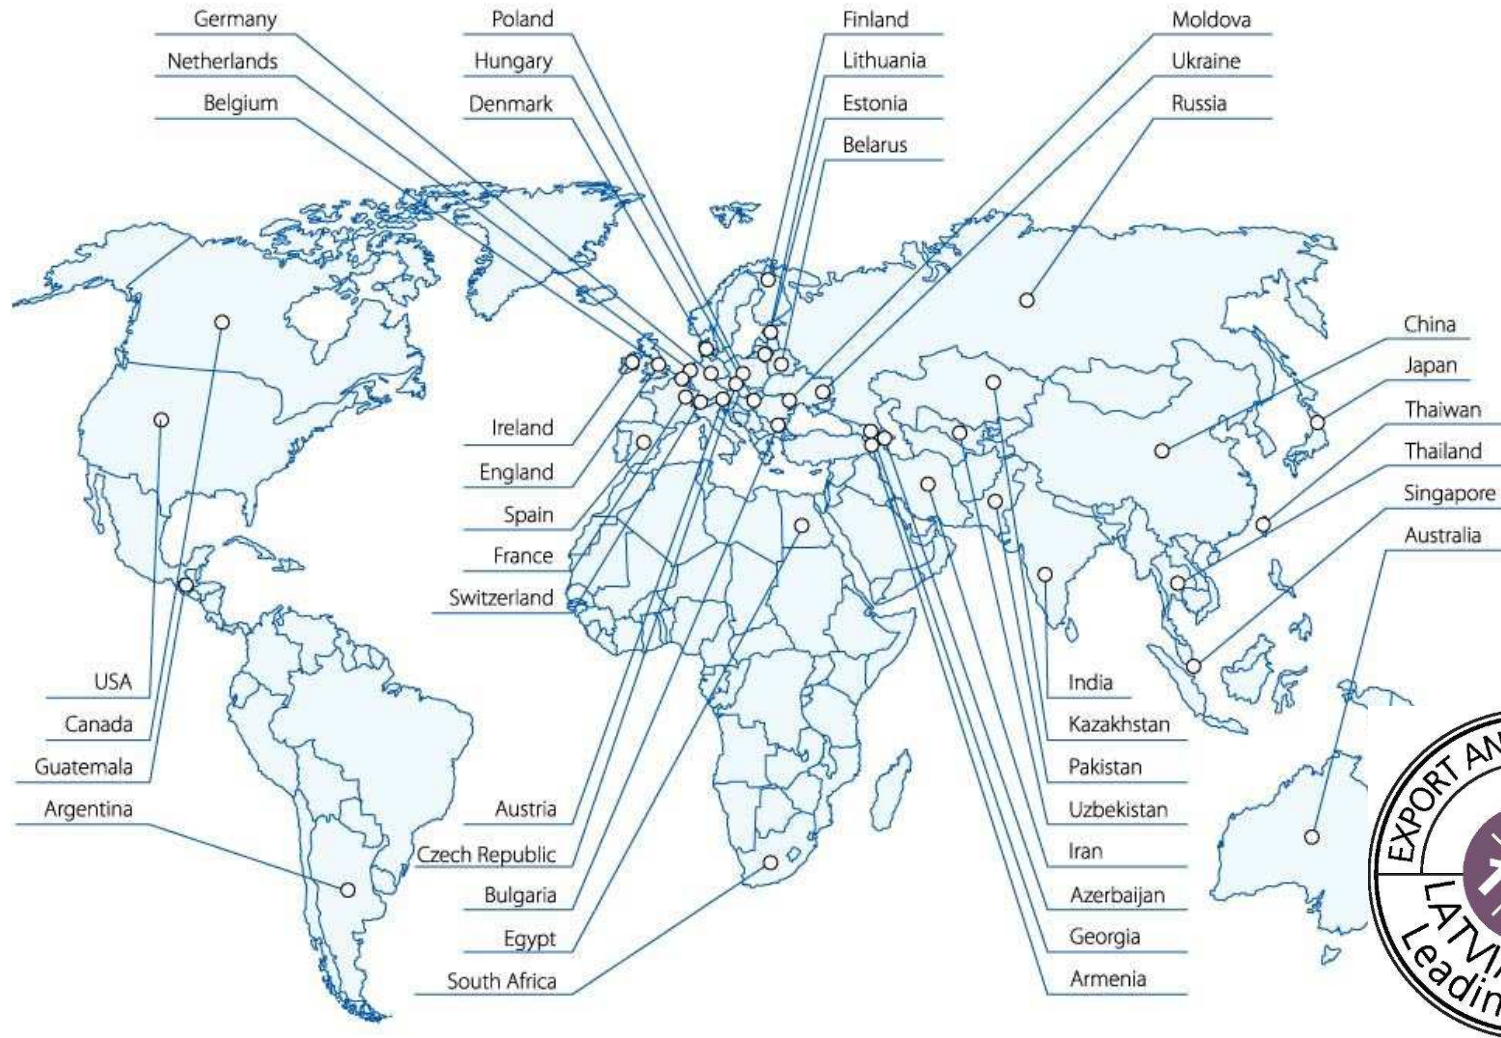 Germany
Netherlands
Belgium
Poland
Hungary
Denmark
Finland
Lithuania
Estonia
Belarus
Moldova
Ukraine
Russia
China
Japan
Thaiwan
Thailand
Singapore
Australia
Ireland
England
Spain
France
Switzerland
USA
Canada
Guatemala
Argentina
Austria
Czech Republic
Bulgaria
Egypt
South Africa
India
Kazakhstan
Pakistan
Uzbekistan
Iran
Azerbaijan
Georgia
Armenia
EXPORT AN
LATVI
Leadin